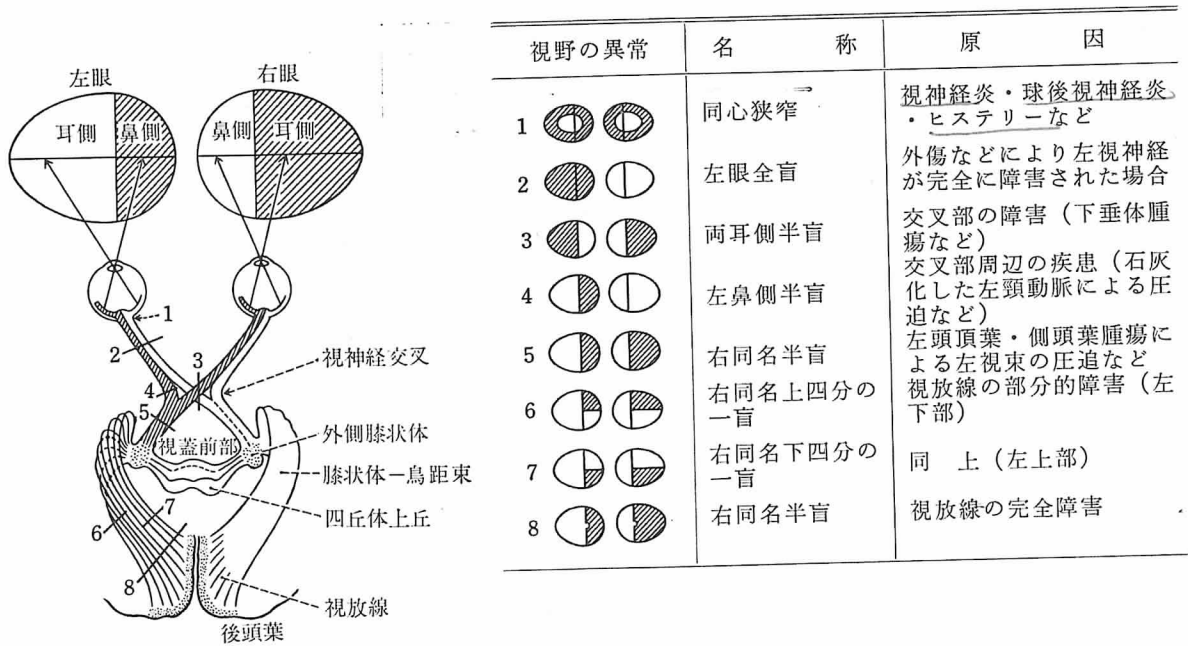 左眼
右眼
耳側
鼻側
鼻側
耳側
1
2
3
視神経交叉
4
5
視蓋前部
外側膝状体
膝状体−鳥距束
四丘体上丘
7
6
8
視放線
後頭葉
視野の異常 名称 原因
1 同心狭窄 視神経炎・球後視神経炎
・ヒステリーなど
2 左眼全盲 外傷などにより左視神経
が完全に障害された場合
3 両耳側半盲 交叉部の障害（下垂体腫
瘍など）
4 左鼻側半盲 交叉部周辺の疾患（石灰
化した左頸動脈による圧
迫など）
5 右同名半盲 左頭頂葉・側頭葉腫瘍に
よる左視束の圧迫など
6 右同名上四分の
一盲
視放線の部分的障害（左
下部）
7 右同名下四分の
一盲
同 上（左上部）
8 右同名半盲 視放線の完全障害